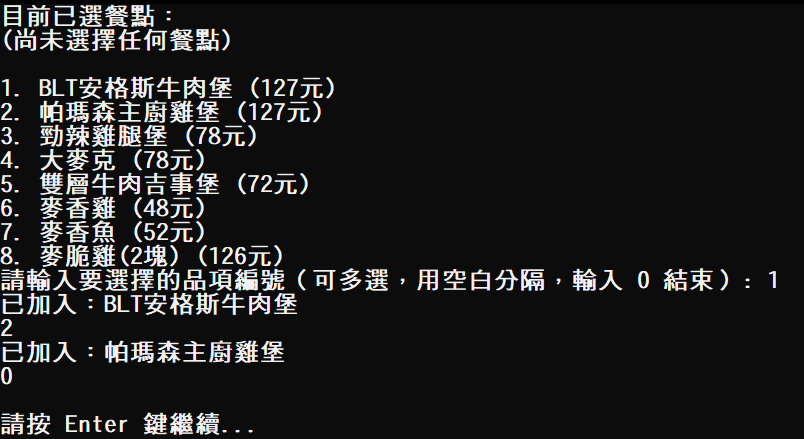 目前已選餐點：
(尚未選擇任何餐點)
1. BLT安格斯牛肉堡 (127元)
2. 帕瑪森主廚雞堡 (127元)
3. 勁辣雞腿堡 (78元)
4. 大麥克 (78元)
5. 雙層牛肉吉事堡 (72元)
6. 麥香雞 (48元)
7. 麥香魚 (52元)
8. 麥脆雞(2塊) (126元)
請輸入要選擇的品項編號（可多選，用空白分隔，輸入 0 結束）: 1
已加入：BLT安格斯牛肉堡
2
已加入：帕瑪森主廚雞堡
0
請按 Enter 鍵繼續...